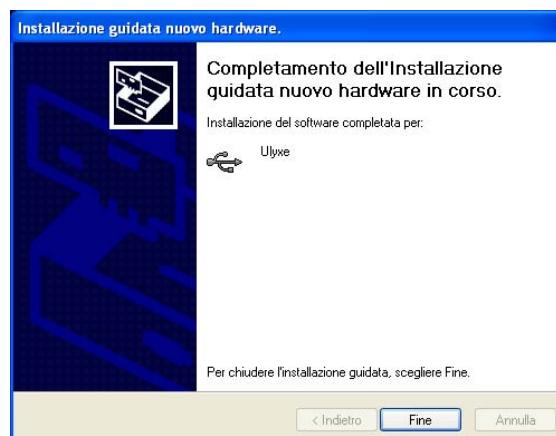 Installazione guidata nuovo hardware.
Completamento dell'Installazione
guidata nuovo hardware in corso.
Installazione del software completata per:
Ulyxe
Per chiudere l'installazione guidata, scegliere Fine.
< Indietro Fine Annulla